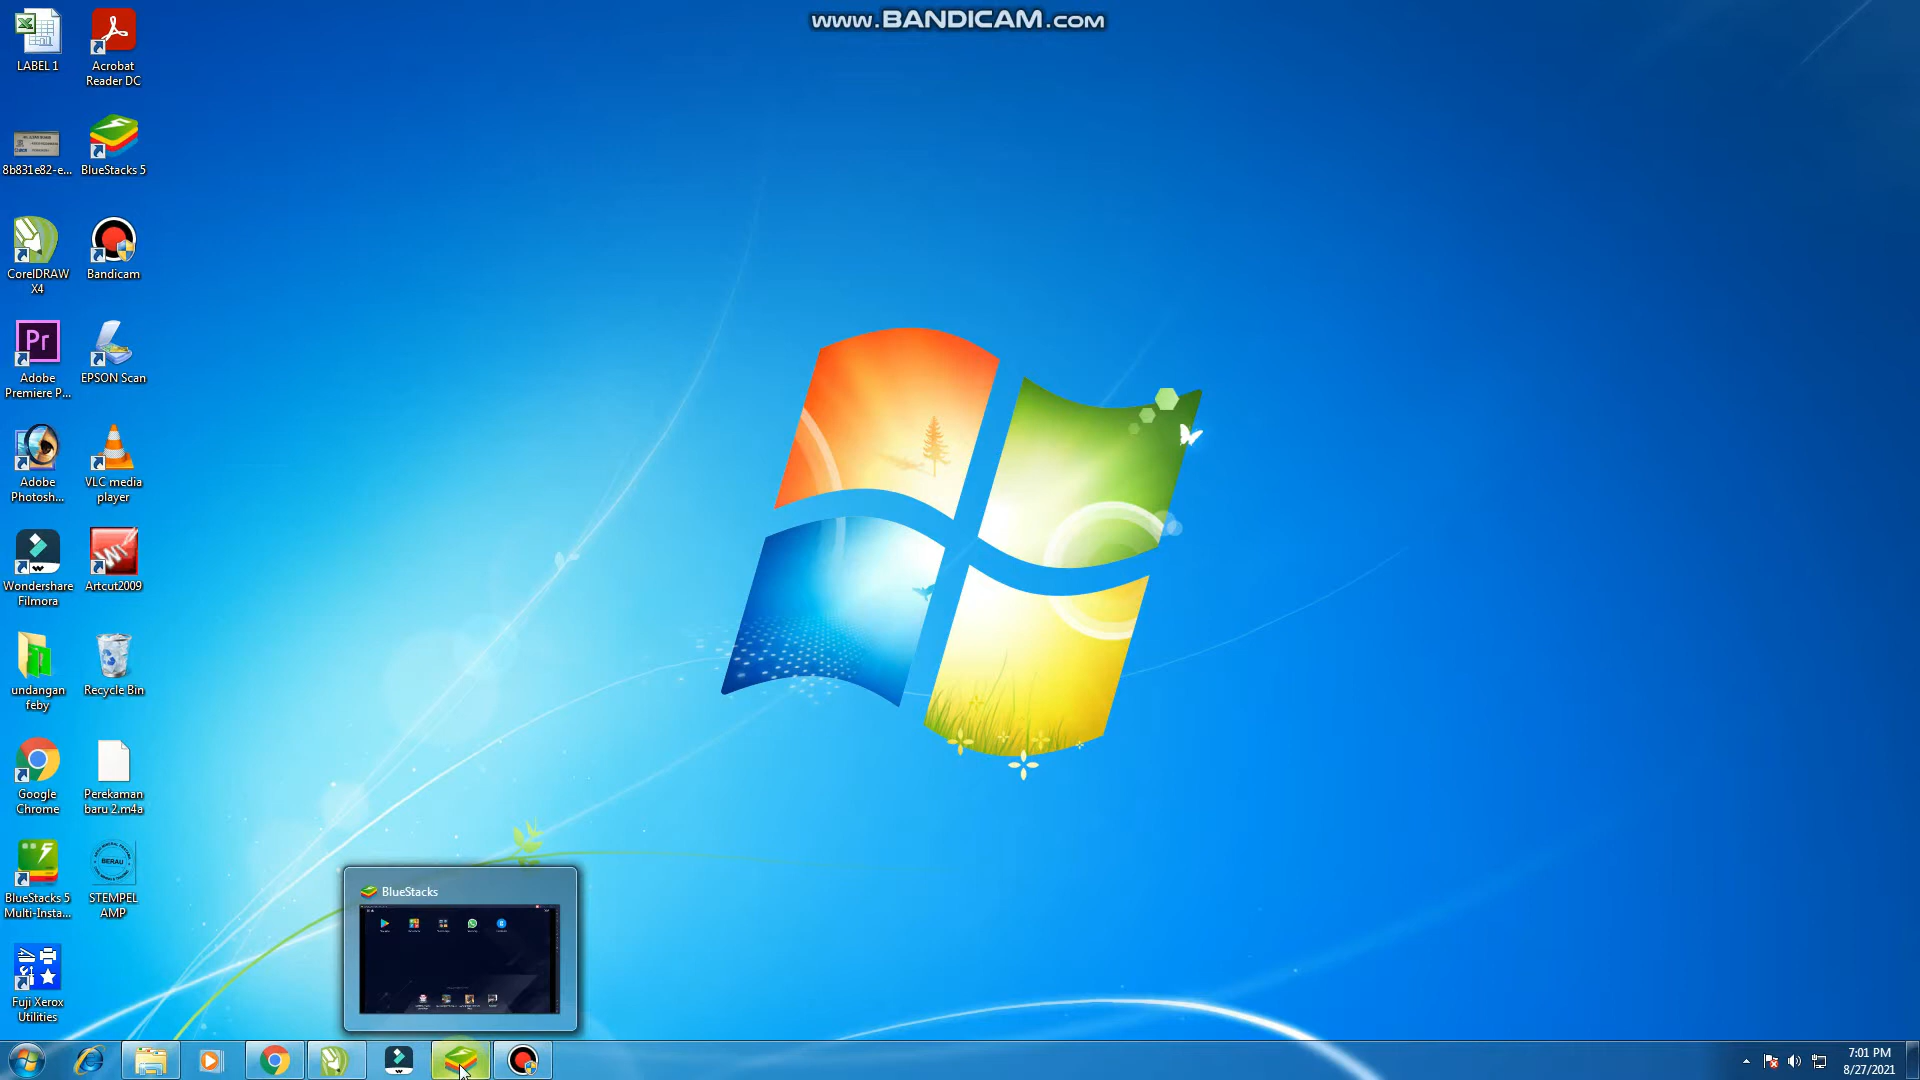 www.BANDICAM.com
LABEL 1
Acrobat
Reader DC
8b831e82-e...
BlueStacks 5
CorelDRAW
X4
Bandicam
Pr
Adobe
Premiere P...
EPSON Scan
Adobe
Photosh...
VLC media
player
Wondershare
Filmora
Artcut2009
undangan
feby
Recycle Bin
Google
Chrome
Perekaman
baru 2.m4a
BERAU
BlueStacks 5
Multi-Insta...
STEMPEL
AMP
Fuji Xerox
Utilities
BlueStacks
7:01 PM
8/27/2021